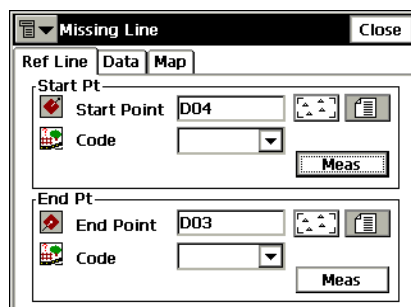 Missing Line Close
Ref Line Data Map
Start Pt
Start Point D04
Code
Meas
End Pt
End Point D03
Code
Meas